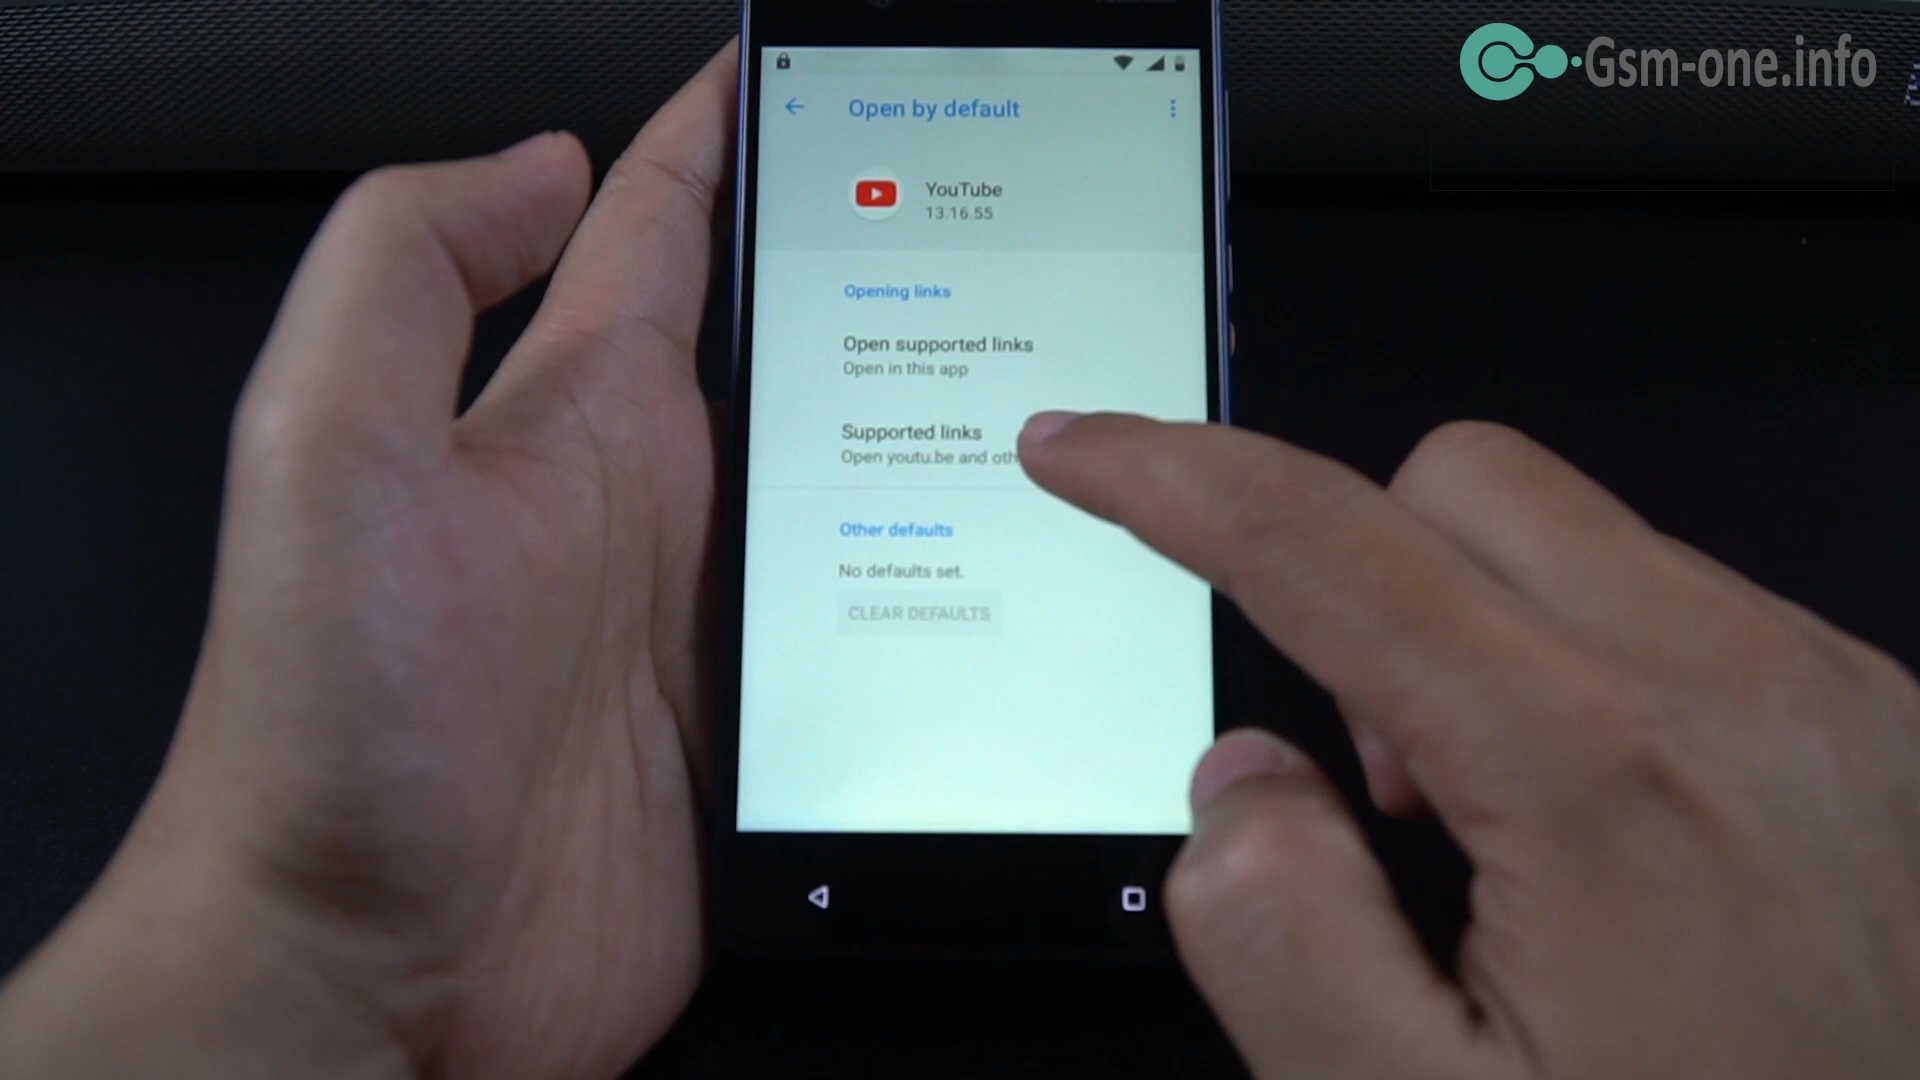 Gsm-one.info
Open by default
YouTube
13.16.55
Opening links
Open supported links
Open in this app
Supported links
Open youtu.be and oth
Other defaults
No defaults set.
CLEAR DEFAULTS